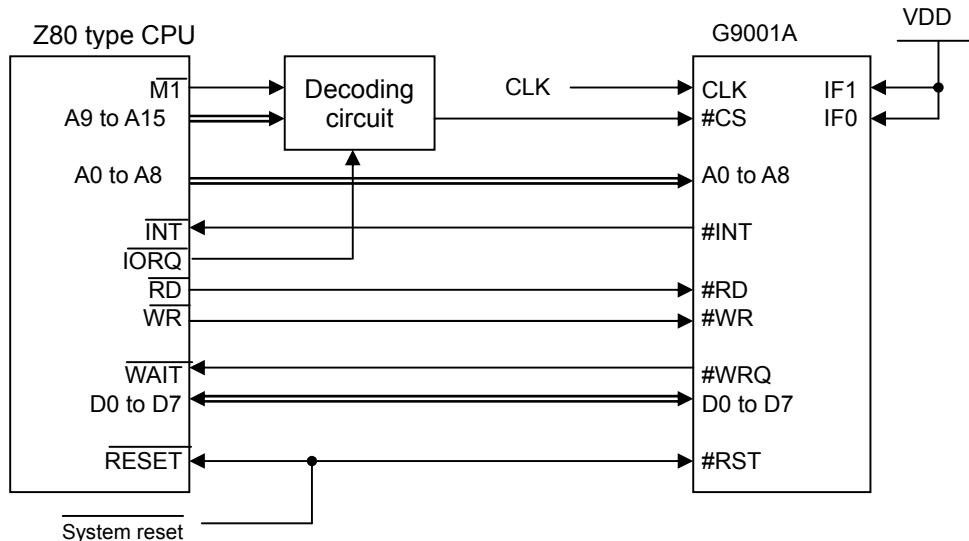 VDD
Z80 type CPU
G9001A
M1
Decoding
circuit
CLK
CLK
IF1
A9 to A15
#CS
IF0
A0 to A8
A0 to A8
INT
#INT
IORQ
RD
#RD
WR
#WR
WAIT
#WRQ
D0 to D7
D0 to D7
RESET
#RST
System reset